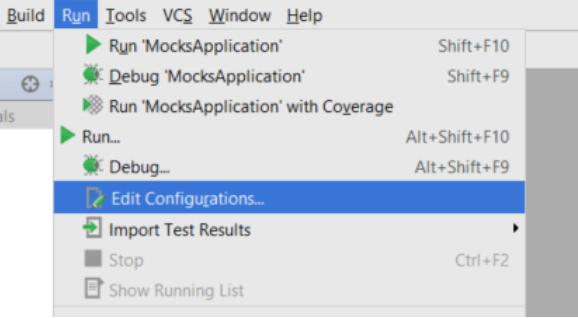 Build Run Tools VCS Window Help
Run 'MocksApplication' Shift+F10
Debug 'MocksApplication' Shift+F9
Run 'MocksApplication' with Coverage
Run... Alt+Shift+F10
Debug... Alt+Shift+F9
Edit Configurations...
Import Test Results
Stop Ctrl+F2
Show Running List